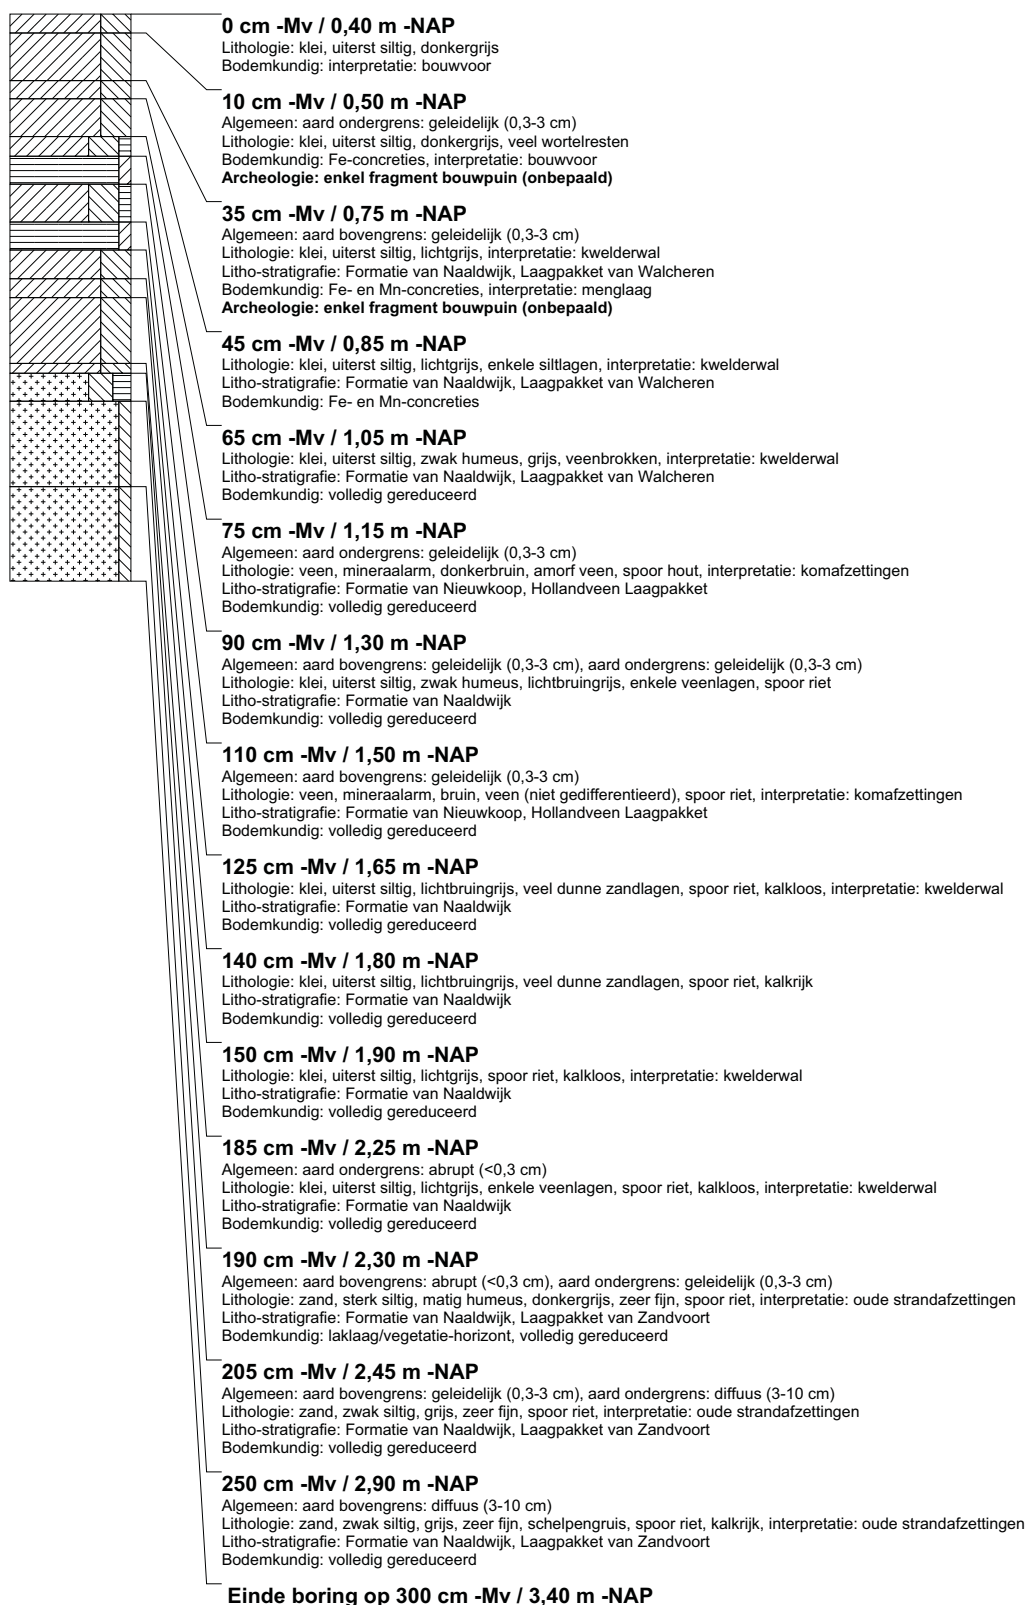 0 cm -Mv / 0,40 m -NAP
Lithologie: klei, uiterst siltig, donkergrijs
Bodemkundig: interpretatie: bouwvoor
10 cm -Mv / 0,50 m -NAP
Algemeen: aard ondergrens: geleidelijk (0,3-3 cm)
Lithologie: klei, uiterst siltig, donkergrijs, veel wortelresten
Bodemkundig: Fe-concreties, interpretatie: bouwvoor
Archeologie: enkel fragment bouwpuin (onbepaald)
35 cm -Mv / 0,75 m -NAP
Algemeen: aard bovengrens: geleidelijk (0,3-3 cm)
Lithologie: klei, uiterst siltig, lichtgrijs, interpretatie: kwelderwal
Litho-stratigrafie: Formatie van Naaldwijk, Laagpakket van Walcheren
Bodemkundig: Fe- en Mn-concreties, interpretatie: menglaag
Archeologie: enkel fragment bouwpuin (onbepaald)
45 cm -Mv / 0,85 m -NAP
Lithologie: klei, uiterst siltig, lichtgrijs, enkele siltlagen, interpretatie: kwelderwal
Litho-stratigrafie: Formatie van Naaldwijk, Laagpakket van Walcheren
Bodemkundig: Fe- en Mn-concreties
65 cm -Mv / 1,05 m -NAP
Lithologie: klei, uiterst siltig, zwak humeus, grijs, veenbrokken, interpretatie: kwelderwal
Litho-stratigrafie: Formatie van Naaldwijk, Laagpakket van Walcheren
Bodemkundig: volledig gereduceerd
75 cm -Mv / 1,15 m -NAP
Algemeen: aard ondergrens: geleidelijk (0,3-3 cm)
Lithologie: veen, mineraalarm, donkerbruin, amorf veen, spoor hout, interpretatie: komafzettingen
Litho-stratigrafie: Formatie van Nieuwkoop, Hollandveen Laagpakket
Bodemkundig: volledig gereduceerd
90 cm -Mv / 1,30 m -NAP
Algemeen: aard bovengrens: geleidelijk (0,3-3 cm), aard ondergrens: geleidelijk (0,3-3 cm)
Lithologie: klei, uiterst siltig, zwak humeus, lichtbruingrijs, enkele veenlagen, spoor riet
Litho-stratigrafie: Formatie van Naaldwijk
Bodemkundig: volledig gereduceerd
110 cm -Mv / 1,50 m -NAP
Algemeen: aard bovengrens: geleidelijk (0,3-3 cm)
Lithologie: veen, mineraalarm, bruin, veen (niet gedifferentieerd), spoor riet, interpretatie: komafzettingen
Litho-stratigrafie: Formatie van Nieuwkoop, Hollandveen Laagpakket
Bodemkundig: volledig gereduceerd
125 cm -Mv / 1,65 m -NAP
Lithologie: klei, uiterst siltig, lichtbruingrijs, veel dunne zandlagen, spoor riet, kalkloos, interpretatie: kwelderwal
Litho-stratigrafie: Formatie van Naaldwijk
Bodemkundig: volledig gereduceerd
140 cm -Mv / 1,80 m -NAP
Lithologie: klei, uiterst siltig, lichtbruingrijs, veel dunne zandlagen, spoor riet, kalkrijk
Litho-stratigrafie: Formatie van Naaldwijk
Bodemkundig: volledig gereduceerd
150 cm -Mv / 1,90 m -NAP
Lithologie: klei, uiterst siltig, lichtgrijs, spoor riet, kalkloos, interpretatie: kwelderwal
Litho-stratigrafie: Formatie van Naaldwijk
Bodemkundig: volledig gereduceerd
185 cm -Mv / 2,25 m -NAP
Algemeen: aard ondergrens: abrupt (<0,3 cm)
Lithologie: klei, uiterst siltig, lichtgrijs, enkele veenlagen, spoor riet, kalkloos, interpretatie: kwelderwal
Litho-stratigrafie: Formatie van Naaldwijk
Bodemkundig: volledig gereduceerd
190 cm -Mv / 2,30 m -NAP
Algemeen: aard bovengrens: abrupt (<0,3 cm), aard ondergrens: geleidelijk (0,3-3 cm)
Lithologie: zand, sterk siltig, matig humeus, donkergrijs, zeer fijn, spoor riet, interpretatie: oude strandafzettingen
Litho-stratigrafie: Formatie van Naaldwijk, Laagpakket van Zandvoort
Bodemkundig: laklaag/vegetatie-horizont, volledig gereduceerd
205 cm -Mv / 2,45 m -NAP
Algemeen: aard bovengrens: geleidelijk (0,3-3 cm), aard ondergrens: diffuus (3-10 cm)
Lithologie: zand, zwak siltig, grijs, zeer fijn, spoor riet, interpretatie: oude strandafzettingen
Litho-stratigrafie: Formatie van Naaldwijk, Laagpakket van Zandvoort
Bodemkundig: volledig gereduceerd
250 cm -Mv / 2,90 m -NAP
Algemeen: aard bovengrens: diffuus (3-10 cm)
Lithologie: zand, zwak siltig, grijs, zeer fijn, schelpengruis, spoor riet, kalkrijk, interpretatie: oude strandafzettingen
Litho-stratigrafie: Formatie van Naaldwijk, Laagpakket van Zandvoort
Bodemkundig: volledig gereduceerd
Einde boring op 300 cm -Mv / 3,40 m -NAP